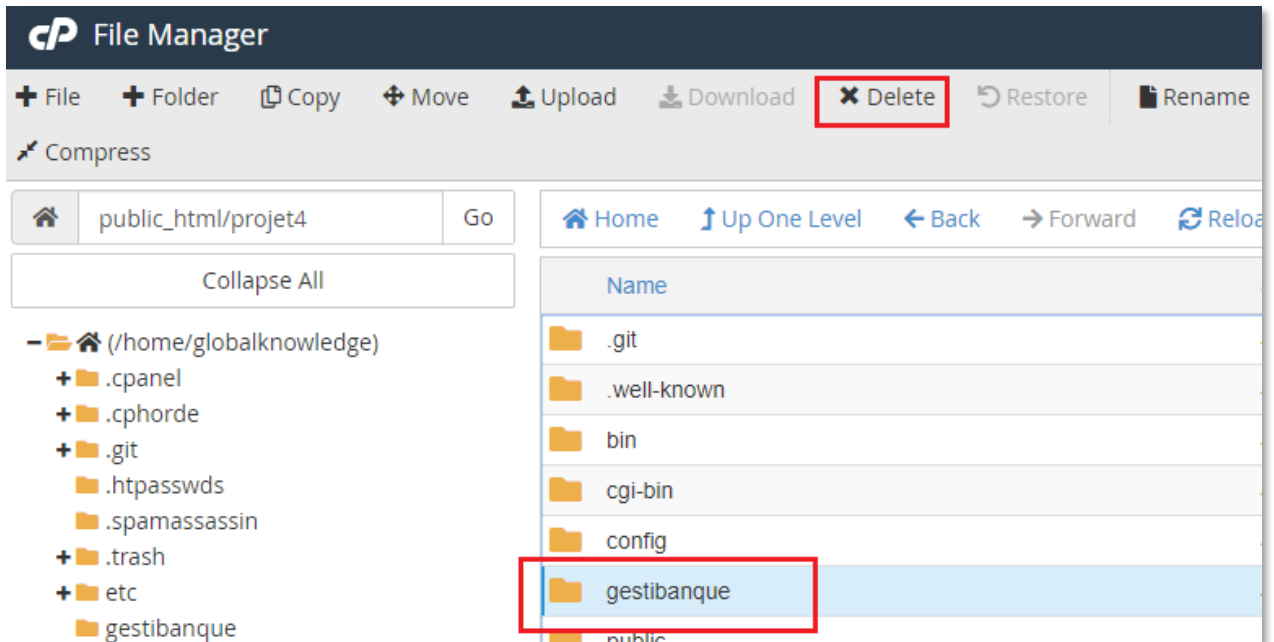 cP File Manager
File Folder Copy Move Upload Download Delete Restore Rename
Compress
public_html/projet4 Go
Collapse All
(/home/globalknowledge)
.cpanel
.cphorde
.git
.htpasswds
.spamassassin
.trash
etc
gestibanque
Home Up One Level Back Forward Reloa
Name
.git
.well-known
bin
cgi-bin
config
gestibanque
public